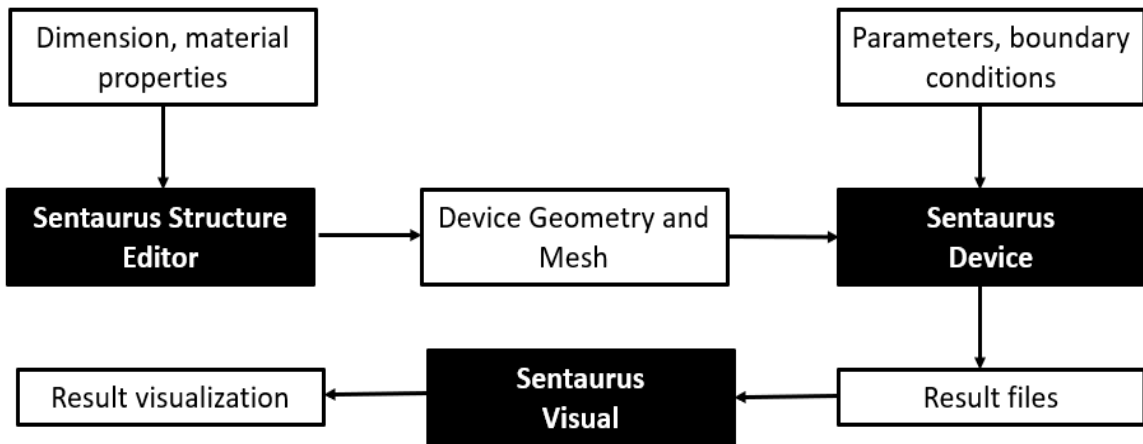 Dimension, material
properties
Parameters, boundary
conditions
Sentaurus Structure
Editor
Device Geometry and
Mesh
Sentaurus
Device
Result visualization
Sentaurus
Visual
Result files